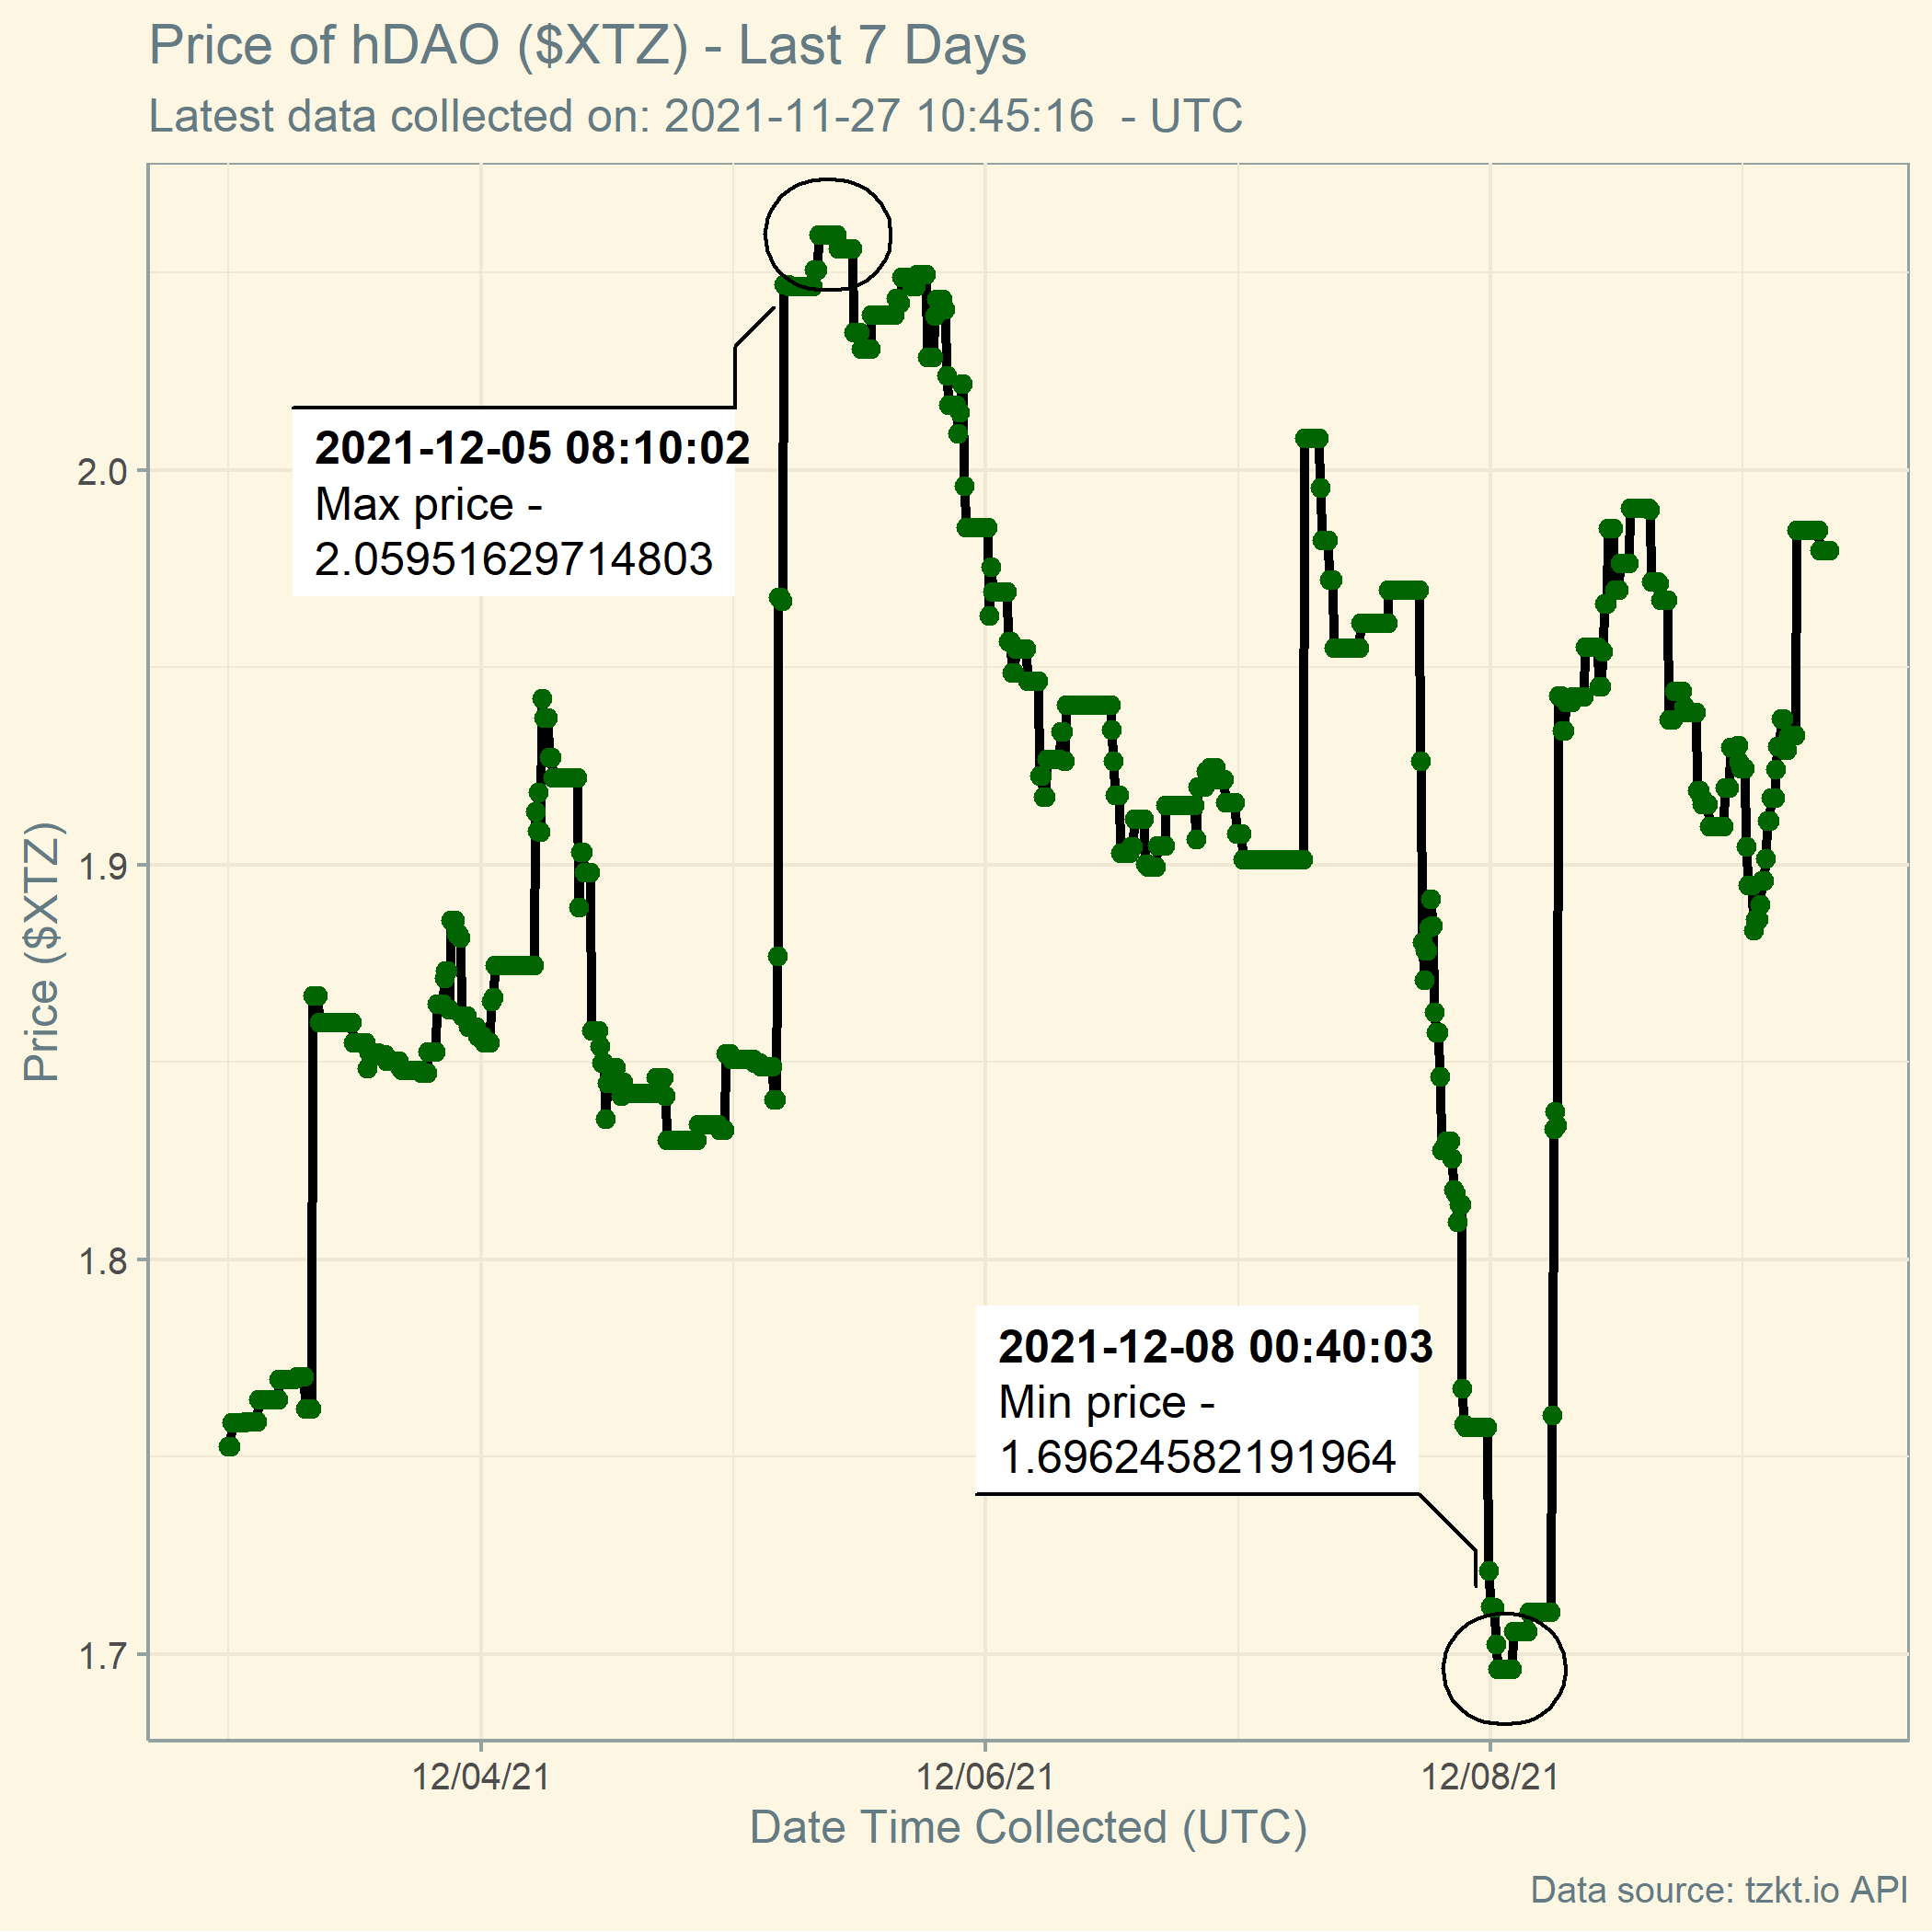 Price of hDAO ($XTZ) - Last 7 Days
Latest data collected on: 2021-11-27 10:45:16  - UTC
2021-12-05 08:10:02
Max price -
2.05951629714803
2.0
1.9
Price ($XTZ)
1.8
2021-12-08 00:40:03
Min price -
1.69624582191964
1.7
12/04/21
12/06/21
12/08/21
Date Time Collected (UTC)
Data source: tzkt.io API